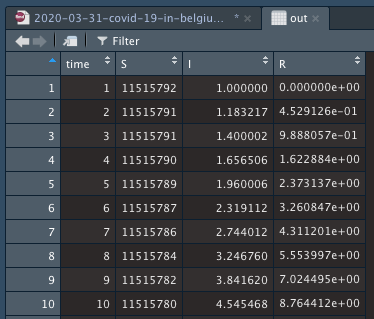 2020-03-31-covid-19-in-belgiu... * × out ×
Filter
time S I R
1 1 11515792 1.000000 0.000000e+00
2 2 11515791 1.183217 4.529126e-01
3 3 11515791 1.400002 9.888057e-01
4 4 11515790 1.656506 1.622884e+00
5 5 11515789 1.960006 2.373137e+00
6 6 11515787 2.319112 3.260847e+00
7 7 11515786 2.744012 4.311201e+00
8 8 11515784 3.246760 5.553997e+00
9 9 11515782 3.841620 7.024495e+00
10 10 11515780 4.545468 8.764412e+00